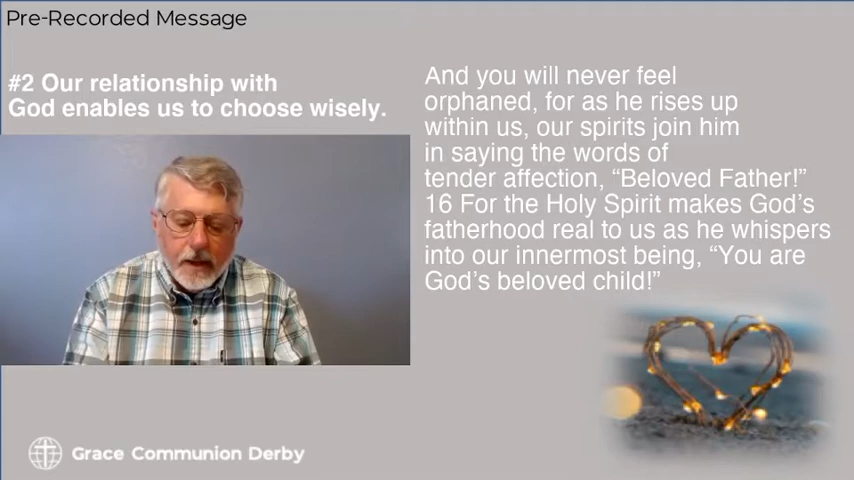 Pre-Recorded Message
#2 Our relationship with
God enables us to choose wisely.
And you will never feel
orphaned, for as he rises up
within us, our spirits join him
in saying the words of
tender affection, “Beloved Father!”
16 For the Holy Spirit makes God’s
fatherhood real to us as he whispers
into our innermost being, “You are
God’s beloved child!”
Grace Communion Derby